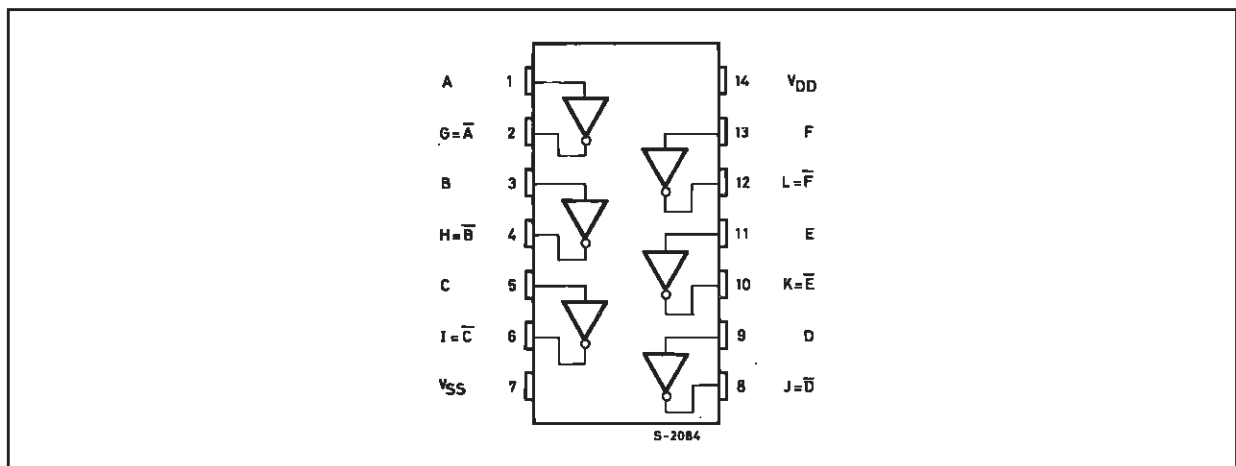 A 1 14 VDD
G=A̅ 2 13 F
B 3 12 L=F̅
H=B̅ 4 11 E
C 5 10 K=E̅
I=C̅ 6 9 D
VSS 7 8 J=D̅
S-2084